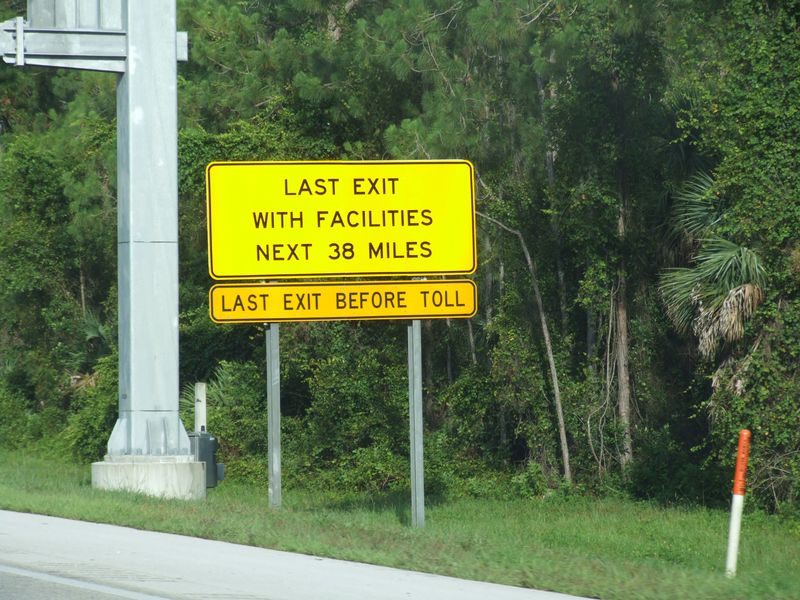 LAST EXIT
WITH FACILITIES
NEXT 38 MILES
LAST EXIT BEFORE TOLL